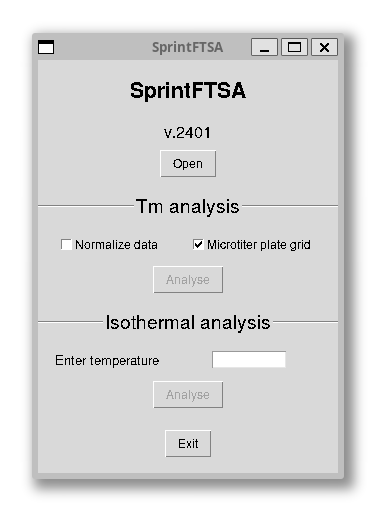 SprintFTSA
SprintFTSA
v.2401
Open
Tm analysis
Normalize data Microtiter plate grid
Analyse
Isothermal analysis
Enter temperature
Analyse
Exit